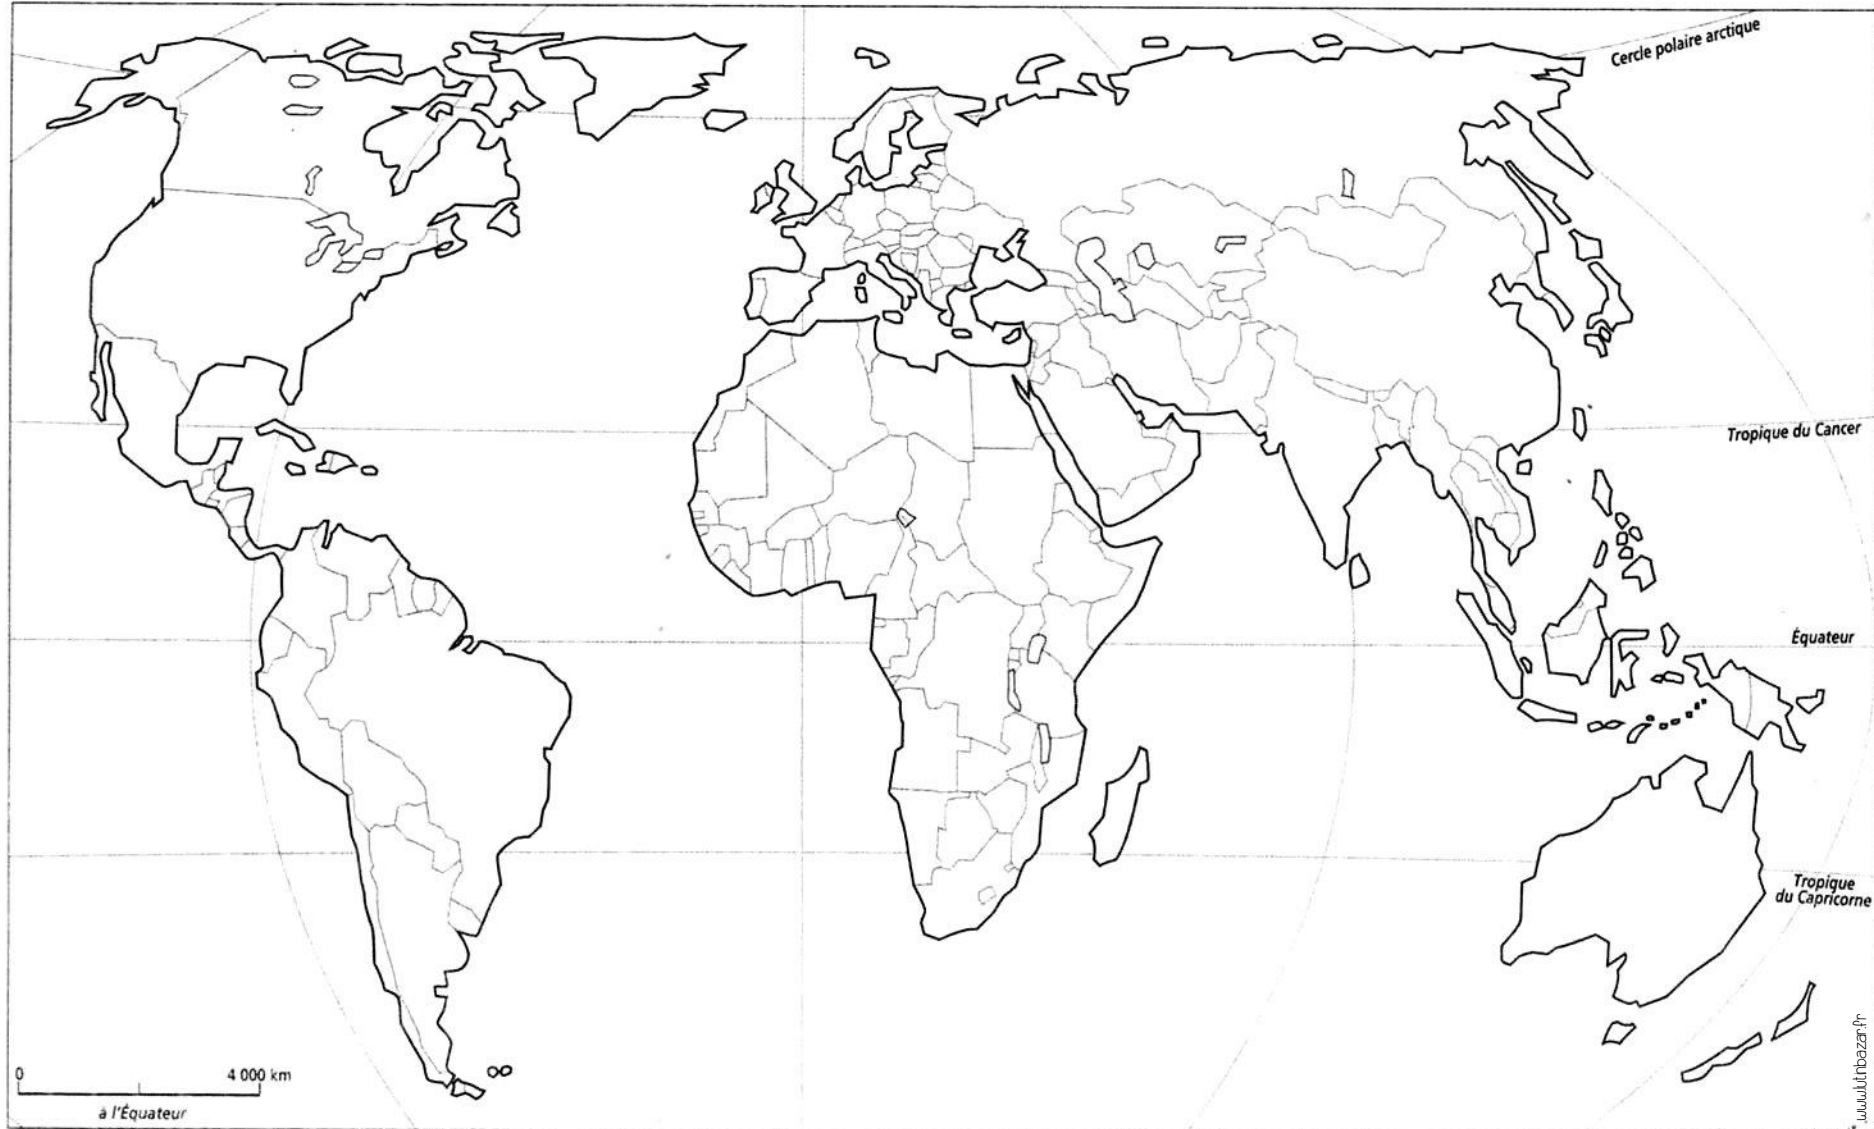 Cercle polaire arctique
Tropique du Cancer
Équateur
Tropique
du Capricorne
0
4 000 km
à l'Équateur
www.lutinbazar.fr